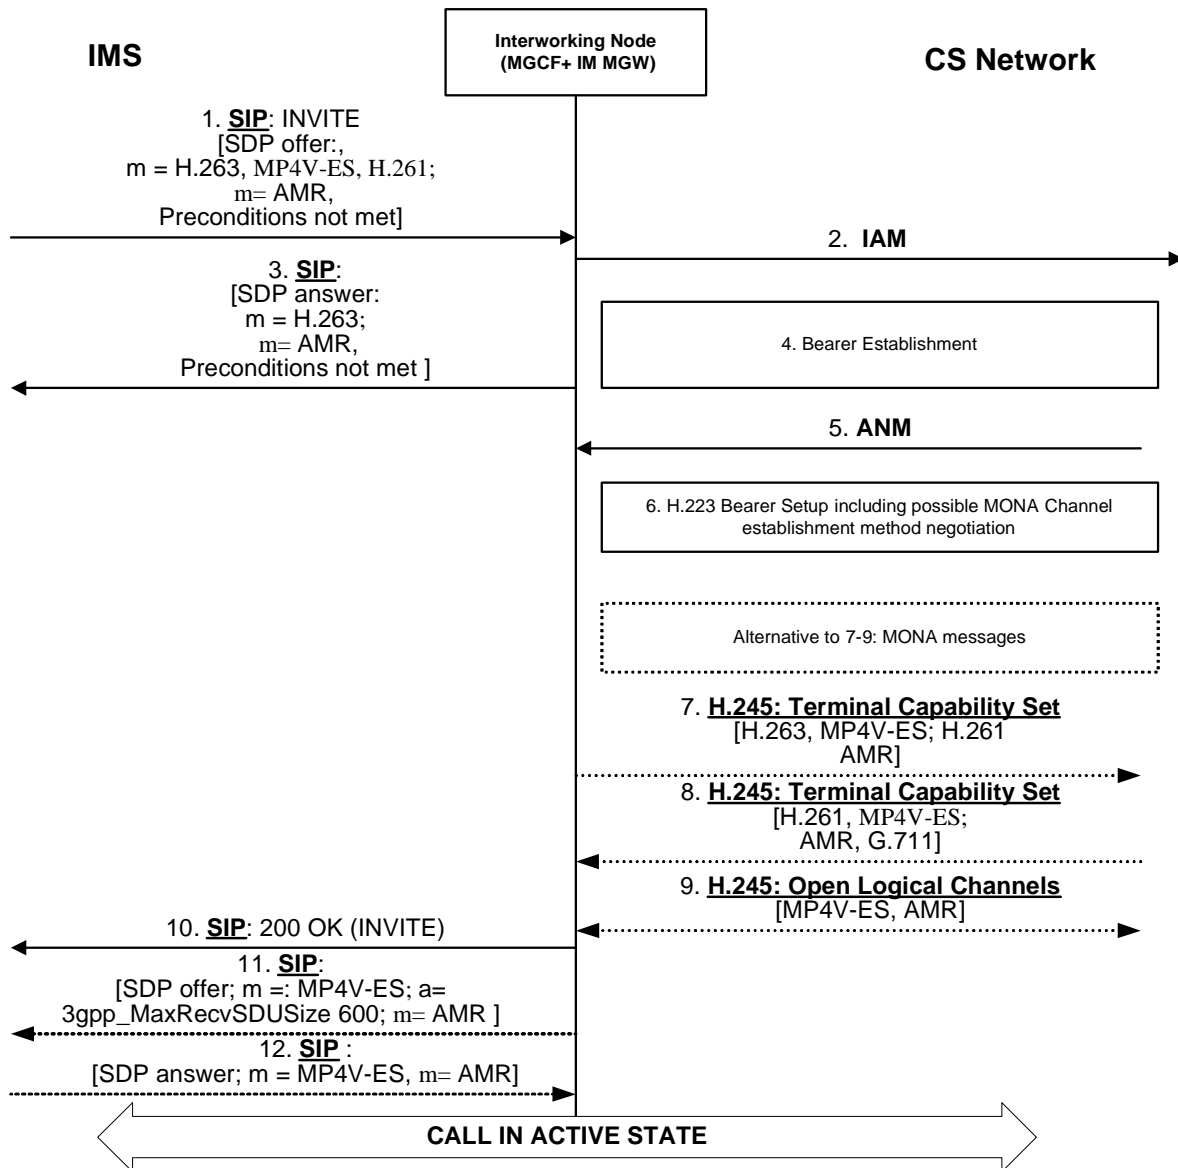 IMS
Interworking Node
(MGCF+ IM MGW)
CS Network
1. SIP: INVITE
[SDP offer:,
m = H.263, MP4V-ES, H.261;
m= AMR,
Preconditions not met]
2. IAM
3. SIP:
[SDP answer:
m = H.263;
m= AMR,
Preconditions not met ]
4. Bearer Establishment
5. ANM
6. H.223 Bearer Setup including possible MONA Channel
establishment method negotiation
Alternative to 7-9: MONA messages
7. H.245: Terminal Capability Set
[H.263, MP4V-ES; H.261
AMR]
8. H.245: Terminal Capability Set
[H.261, MP4V-ES;
AMR, G.711]
9. H.245: Open Logical Channels
[MP4V-ES, AMR]
10. SIP: 200 OK (INVITE)
11. SIP:
[SDP offer; m =: MP4V-ES; a=
3gpp_MaxRecvSDUSize 600; m= AMR ]
12. SIP :
[SDP answer; m = MP4V-ES, m= AMR]
CALL IN ACTIVE STATE